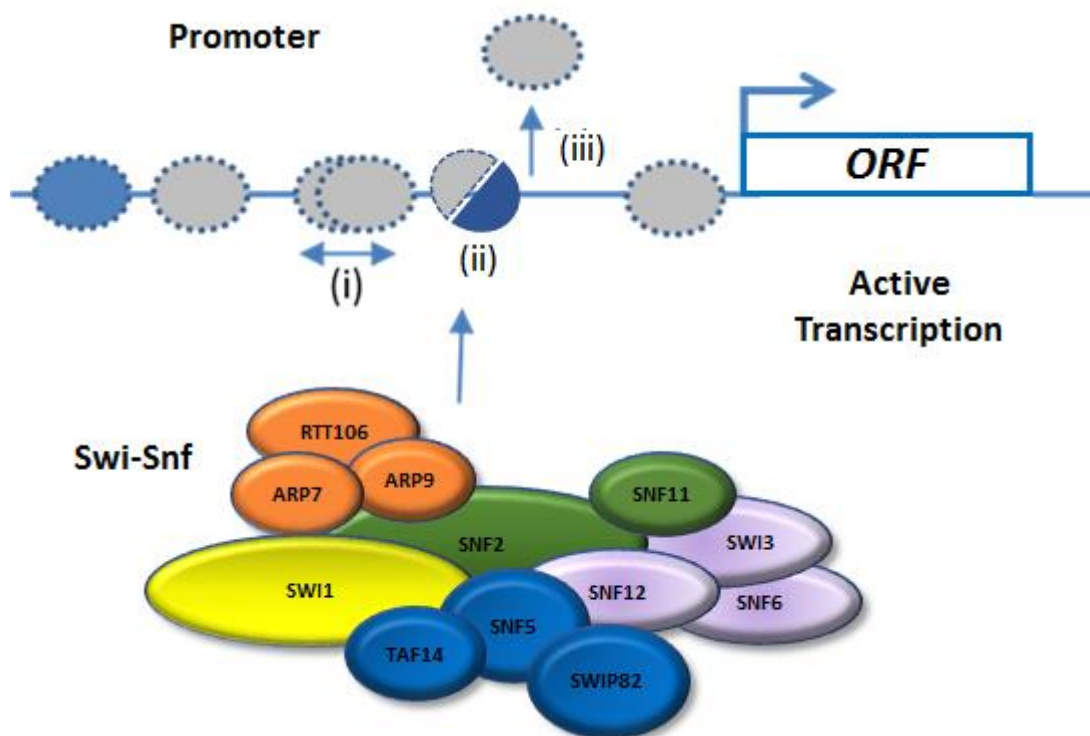 Promoter
(iii)
ORF
(i)
(ii)
Active
Transcription
Swi-Snf
RTT106
ARP7
ARP9
SNF11
SNF2
SWI3
SWI1
SNF12
SNF6
SNF5
TAF14
SWIP82